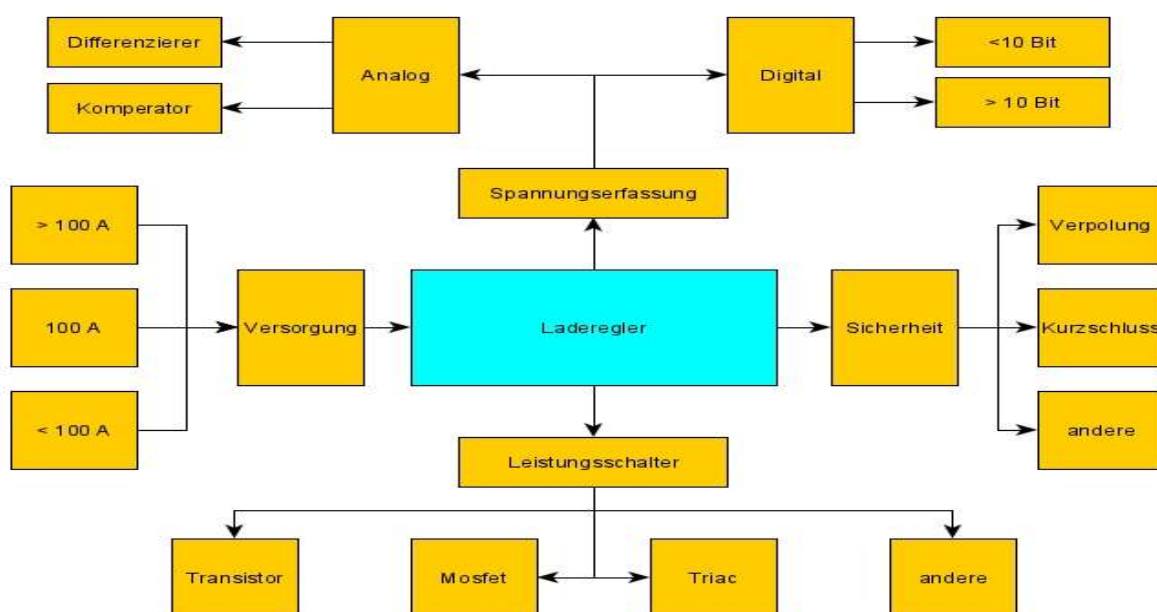 Differenzierer
Analog
Digital
<10 Bit
Komperator
> 10 Bit
Spannungserfassung
> 100 A
Verpolung
100 A
Versorgung
Laderegler
Sicherheit
Kurzschluss
< 100 A
andere
Leistungsschalter
Transistor
Mosfet
Triac
andere